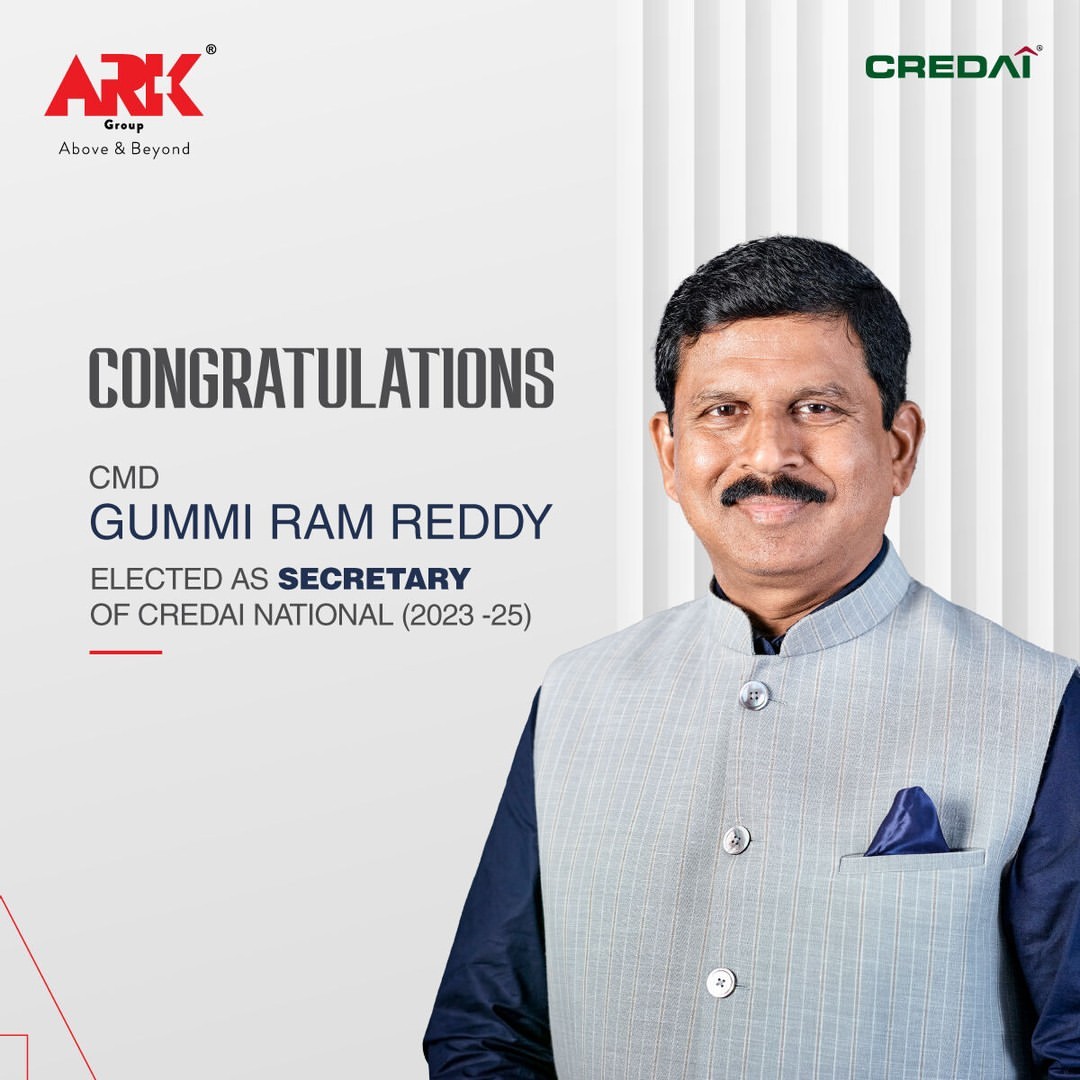 ARK®
Group
Above & Beyond
CREDAI®
CONGRATULATIONS
CMD
GUMMI RAM REDDY
ELECTED AS SECRETARY
OF CREDAI NATIONAL (2023 -25)